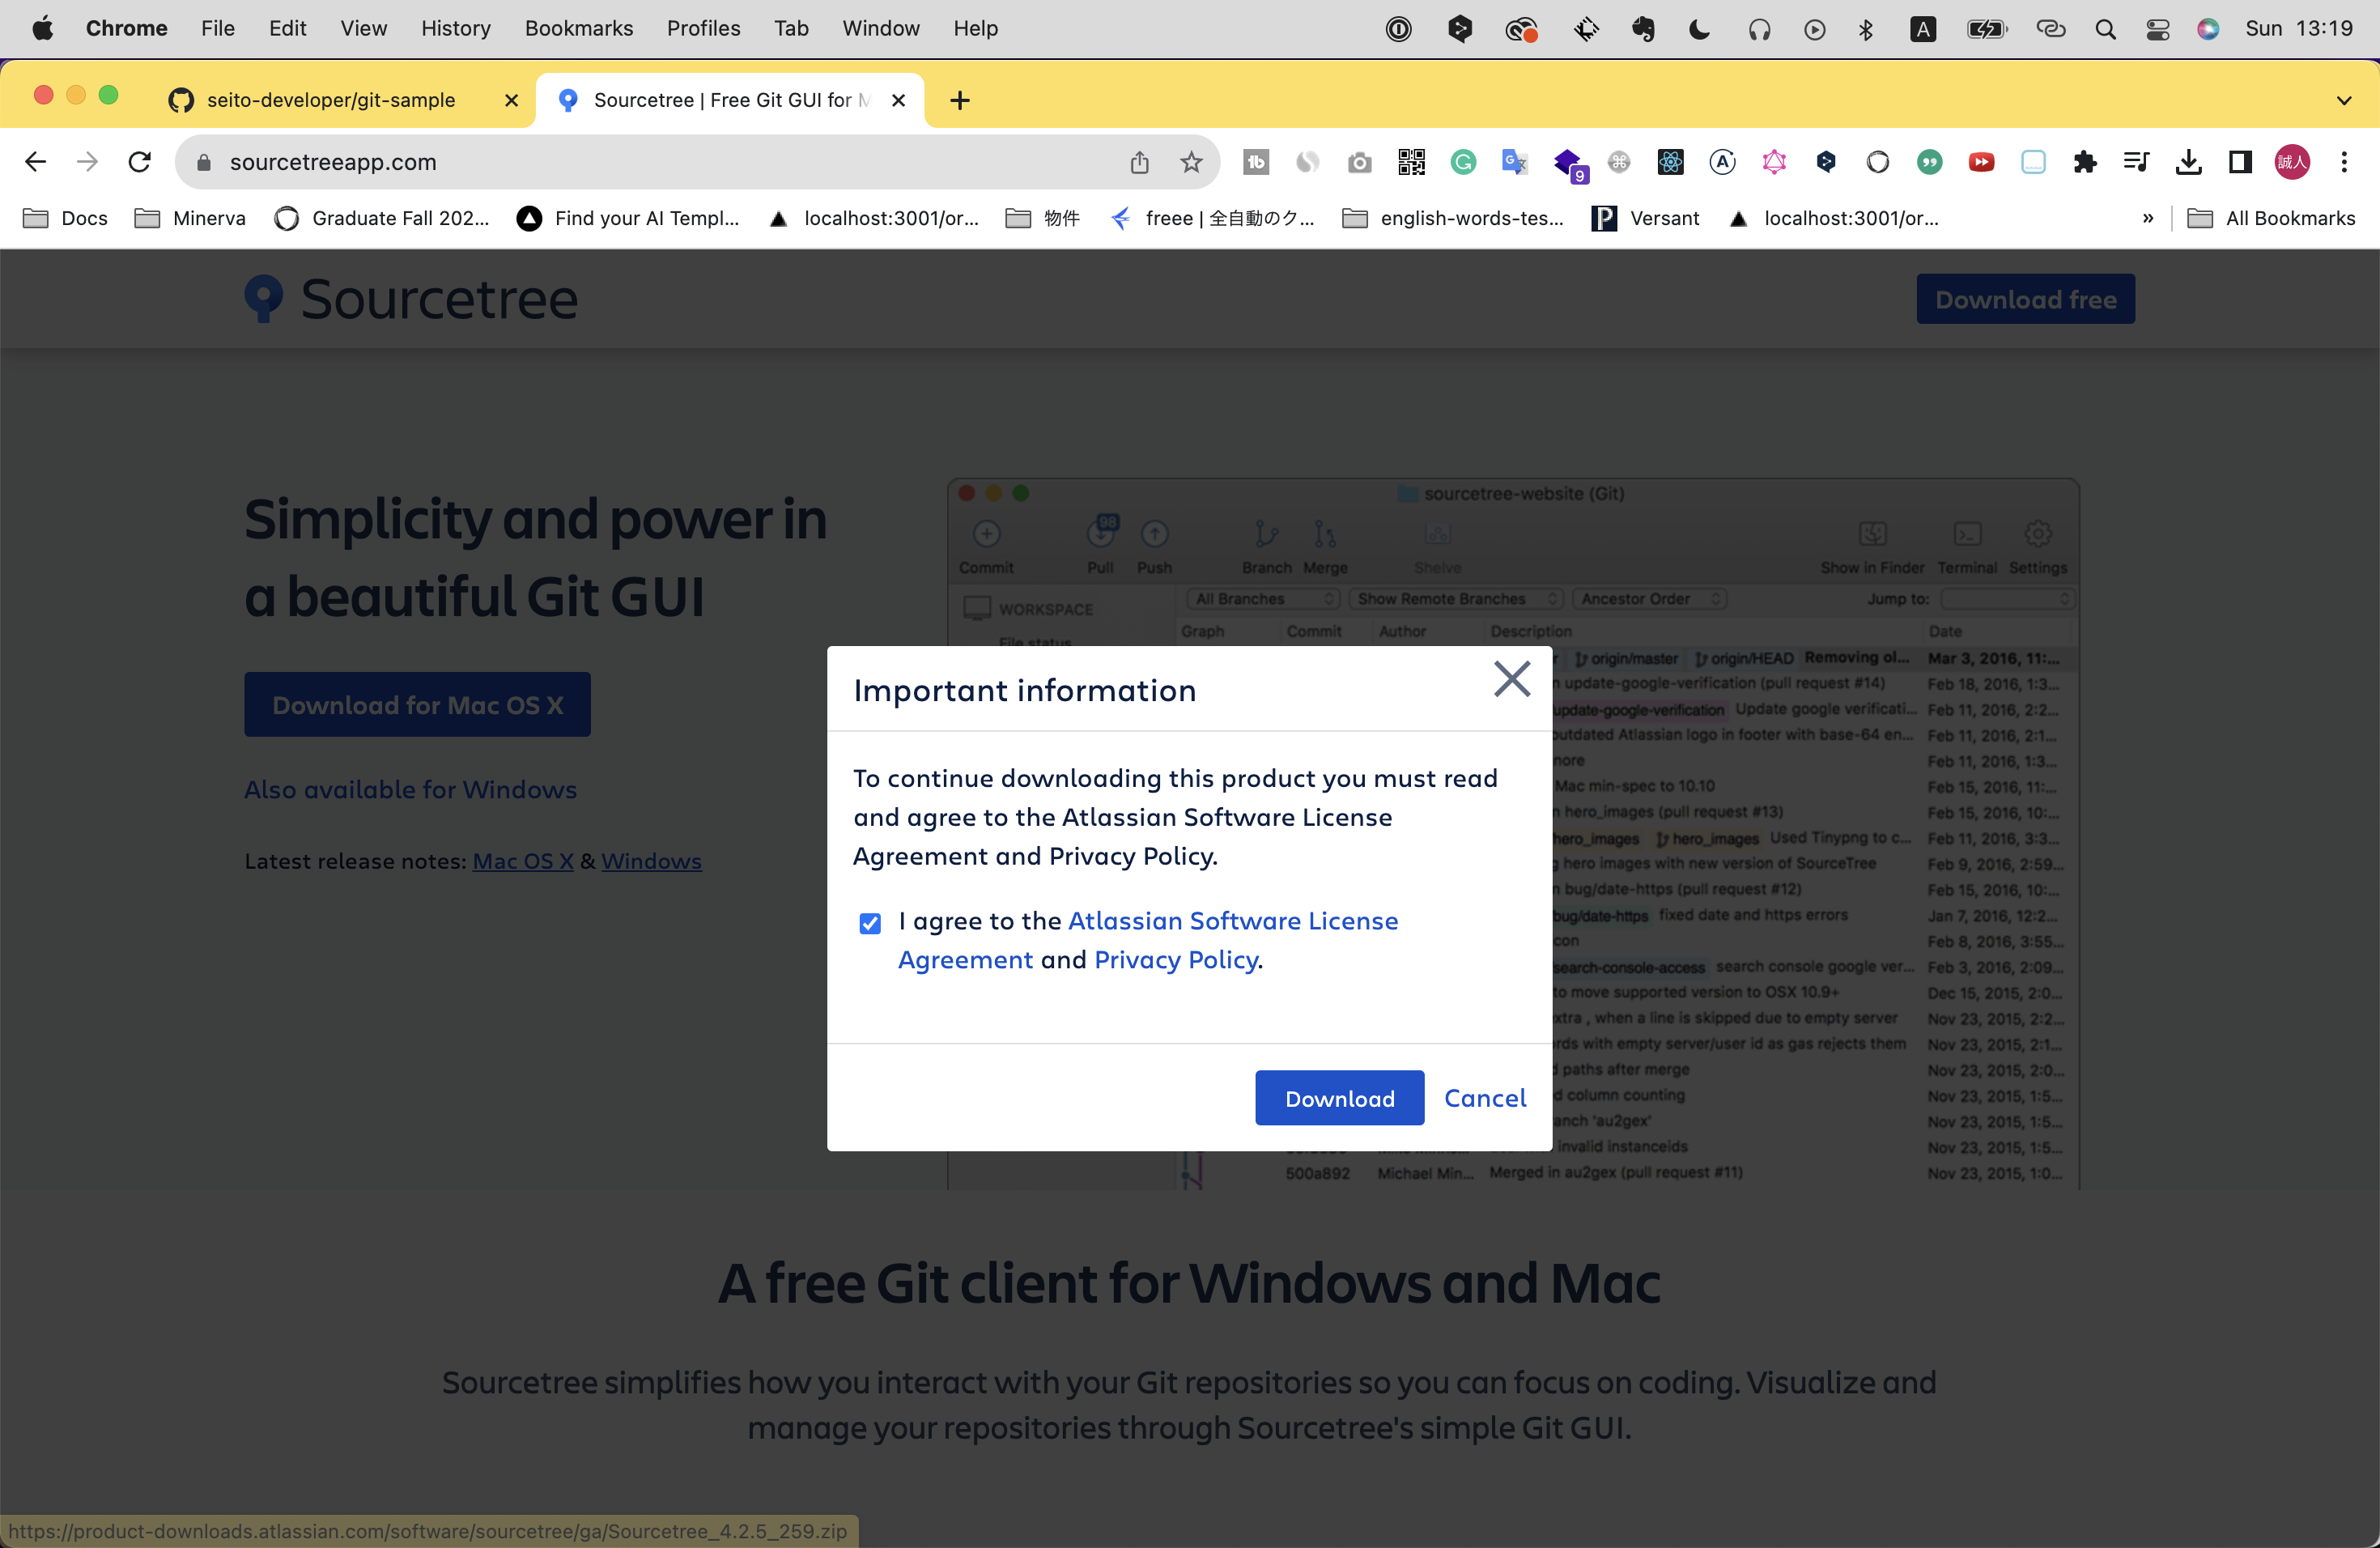 Chrome File Edit View History Bookmarks Profiles Tab Window Help A Sun 13:19
seito-developer/git-sample Sourcetree | Free Git GUI for M
sourcetreeapp.com 9 誠人
Docs Minerva Graduate Fall 202... Find your AI Templ... localhost:3001/or... 物件 freee | 全自動のク... english-words-tes... Versant localhost:3001/or... » All Bookmarks
Sourcetree Download free
Simplicity and power in
a beautiful Git GUI
Download for Mac OS X
Also available for Windows
Latest release notes: Mac OS X & Windows
sourcetree-website (Git)
98
Commit Pull Push Branch Merge Shelve Show in Finder Terminal Settings
WORKSPACE All Branches Show Remote Branches Ancestor Order Jump to:
File status
Graph Commit Author Description Date
origin/master origin/HEAD Removing ol... Mar 3, 2016, 11:...
update-google-verification (pull request #14) Feb 18, 2016, 1:3...
update-google-verification Update google verificati... Feb 11, 2016, 2:2...
outdated Atlassian logo in footer with base-64 en... Feb 11, 2016, 2:1...
nore Feb 11, 2016, 1:3...
Mac min-spec to 10.10 Feb 15, 2016, 11:...
n hero_images (pull request #13) Feb 15, 2016, 10:...
hero_images hero_images Used Tinypng to c... Feb 11, 2016, 3:3...
g hero images with new version of SourceTree Feb 9, 2016, 2:59...
n bug/date-https (pull request #12) Feb 15, 2016, 10:...
bug/date-https fixed date and https errors Jan 7, 2016, 12:2...
con Feb 8, 2016, 3:55...
search-console-access search console google ver... Feb 3, 2016, 2:09...
to move supported version to OSX 10.9+ Dec 15, 2015, 2:0...
extra , when a line is skipped due to empty server Nov 23, 2015, 2:2...
rds with empty server/user id as gas rejects them Nov 23, 2015, 2:1...
d paths after merge Nov 23, 2015, 2:0...
d column counting Nov 23, 2015, 1:5...
anch 'au2gex' Nov 23, 2015, 1:5...
invalid instanceids Nov 23, 2015, 1:5...
500a892 Michael Min... Merged in au2gex (pull request #11) Nov 23, 2015, 1:0...
Important information
To continue downloading this product you must read
and agree to the Atlassian Software License
Agreement and Privacy Policy.
I agree to the Atlassian Software License
Agreement and Privacy Policy.
Download Cancel
A free Git client for Windows and Mac
Sourcetree simplifies how you interact with your Git repositories so you can focus on coding. Visualize and
manage your repositories through Sourcetree's simple Git GUI.
https://product-downloads.atlassian.com/software/sourcetree/ga/Sourcetree_4.2.5_259.zip